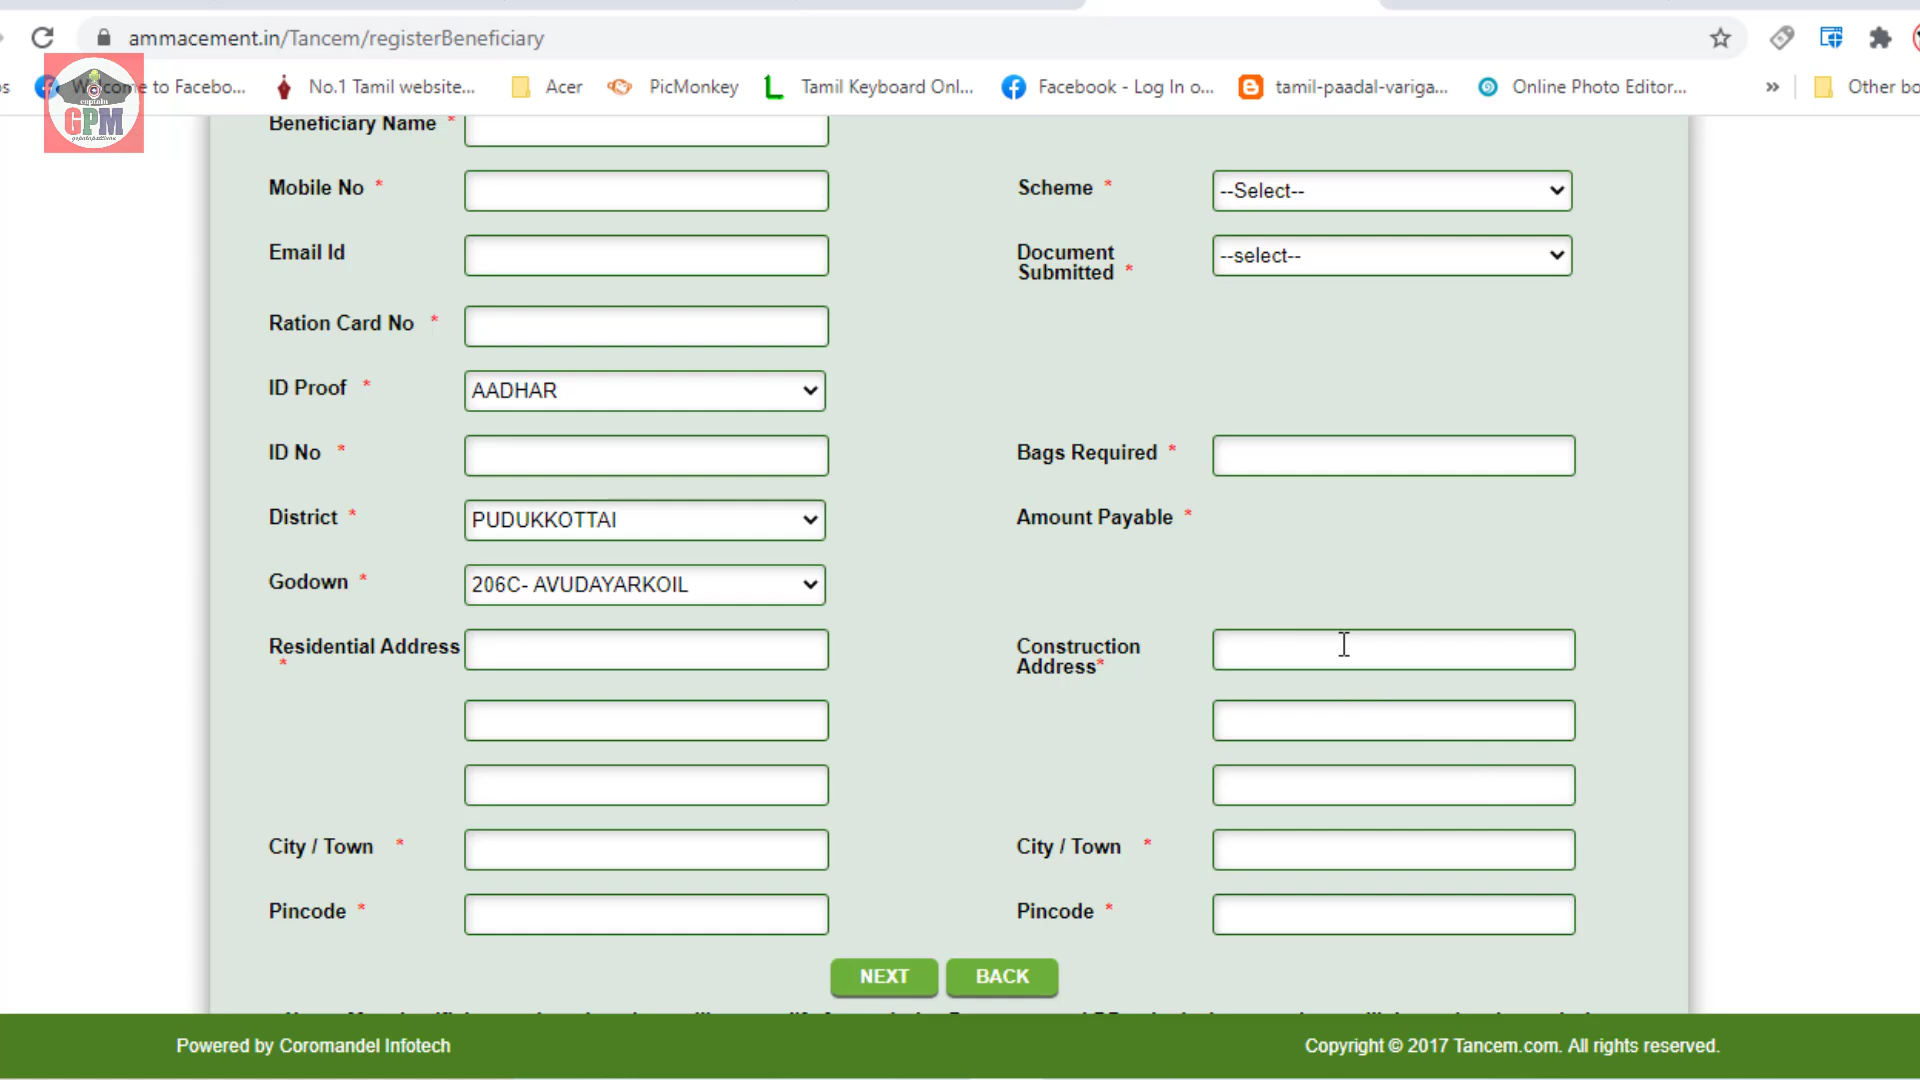 ammacement.in/Tancem/registerBeneficiary
to Facebo...
No.1 Tamil website...
Acer
PicMonkey
Tamil Keyboard Onl...
Facebook - Log In o...
tamil-paadal-variga...
Online Photo Editor...
»
Other bo
captain
GPM
Beneficiary Name *
Mobile No *
Scheme *
--Select--
Email Id
Document
Submitted *
--select--
Ration Card No *
ID Proof *
AADHAR
ID No *
Bags Required *
District *
PUDUKKOTTAI
Amount Payable *
Godown *
206C- AVUDAYARKOIL
Residential Address
*
Construction
Address*
City / Town *
City / Town *
Pincode *
Pincode *
NEXT
BACK
Powered by Coromandel Infotech
Copyright © 2017 Tancem.com. All rights reserved.